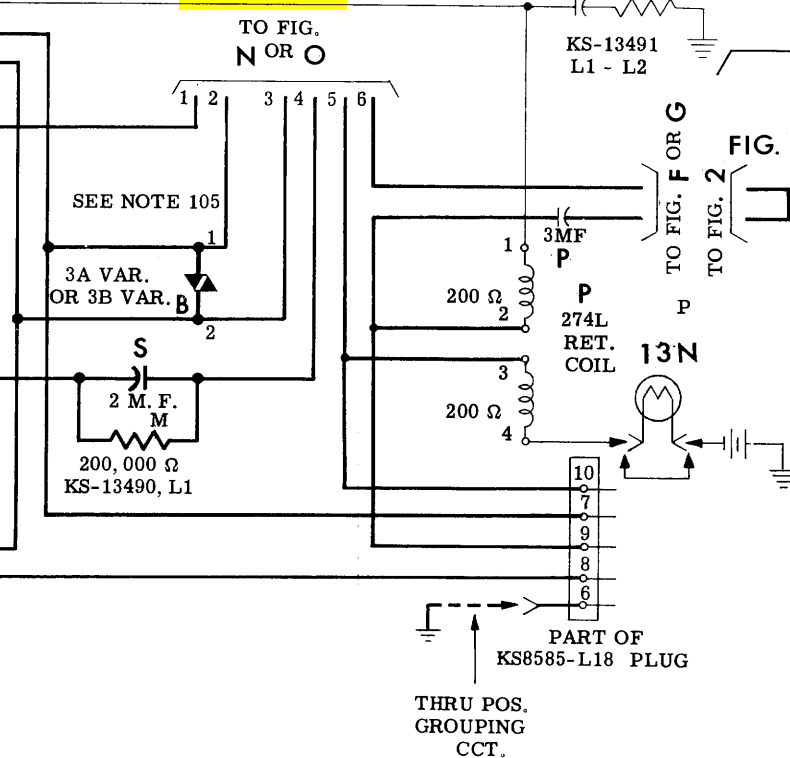 TO FIG.
N OR O
1 2 3 4 5 6
KS-13491
L1 - L2
TO FIG. F OR G
TO FIG. 2
FIG.
P
SEE NOTE 105
1
3A VAR.
OR 3B VAR.
B
2
3MF
P
1
200 Ω
2
P
274L
RET.
COIL
3
200 Ω
4
13N
S
2 M. F.
M
200,000 Ω
KS-13490, L1
10
7
9
8
6
PART OF
KS8585-L18 PLUG
THRU POS.
GROUPING
CCT.